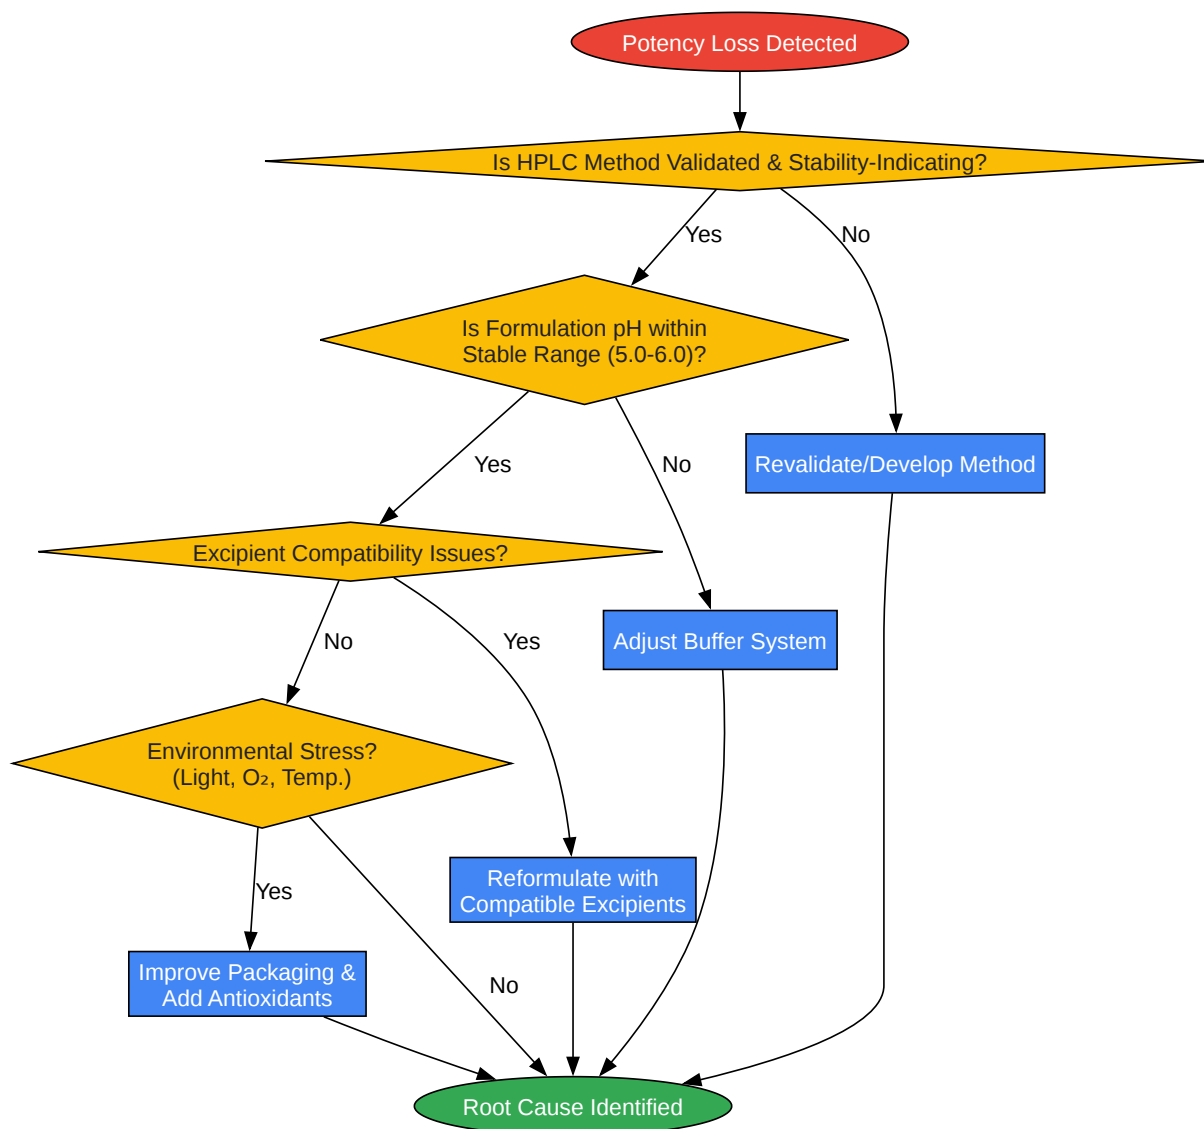 Potency Loss Detected
Is HPLC Method Validated & Stability-Indicating?
Yes
No
Is Formulation pH within
Stable Range (5.0-6.0)?
Yes
No
Revalidate/Develop Method
Excipient Compatibility Issues?
No
Yes
Adjust Buffer System
Environmental Stress?
(Light, O₂, Temp.)
Yes
No
Reformulate with
Compatible Excipients
Improve Packaging &
Add Antioxidants
Root Cause Identified